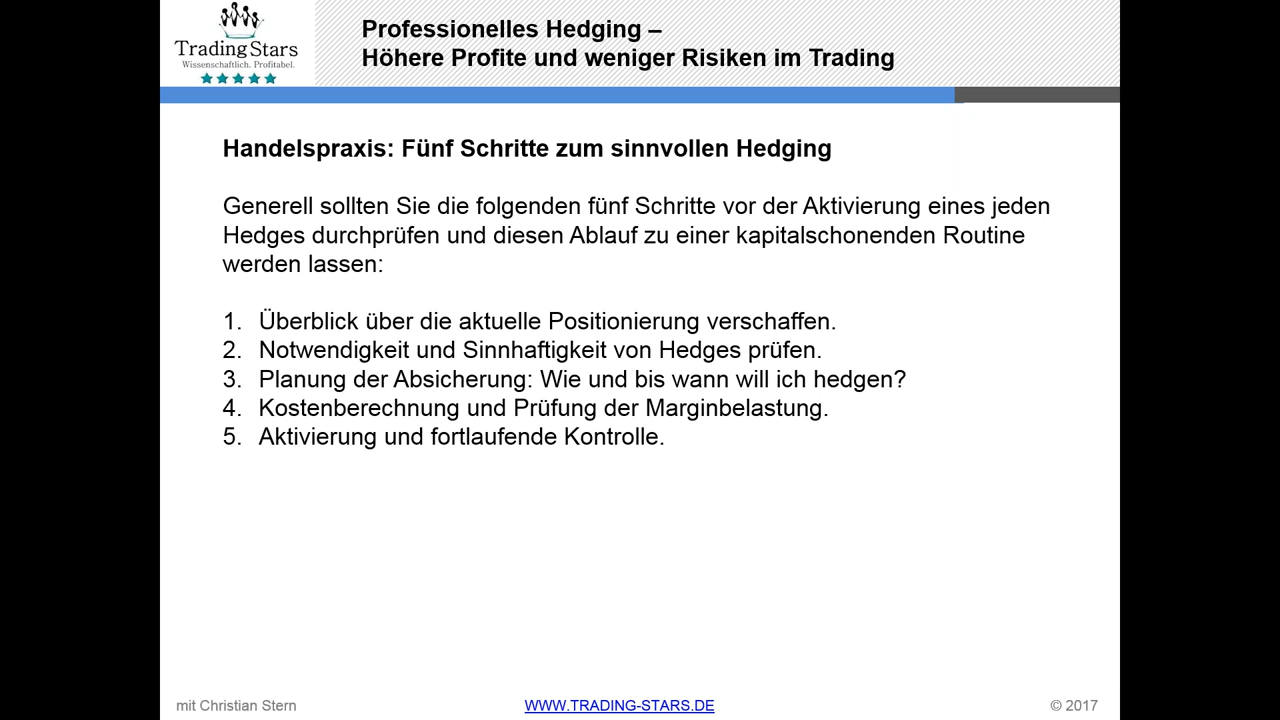 TradingStars
Wissenschaftlich. Profitabel.
Professionelles Hedging –
Höhere Profite und weniger Risiken im Trading
Handelspraxis: Fünf Schritte zum sinnvollen Hedging
Generell sollten Sie die folgenden fünf Schritte vor der Aktivierung eines jeden
Hedges durchprüfen und diesen Ablauf zu einer kapitalschonenden Routine
werden lassen:
1. Überblick über die aktuelle Positionierung verschaffen.
2. Notwendigkeit und Sinnhaftigkeit von Hedges prüfen.
3. Planung der Absicherung: Wie und bis wann will ich hedgen?
4. Kostenberechnung und Prüfung der Marginbelastung.
5. Aktivierung und fortlaufende Kontrolle.
mit Christian Stern
WWW.TRADING-STARS.DE
© 2017